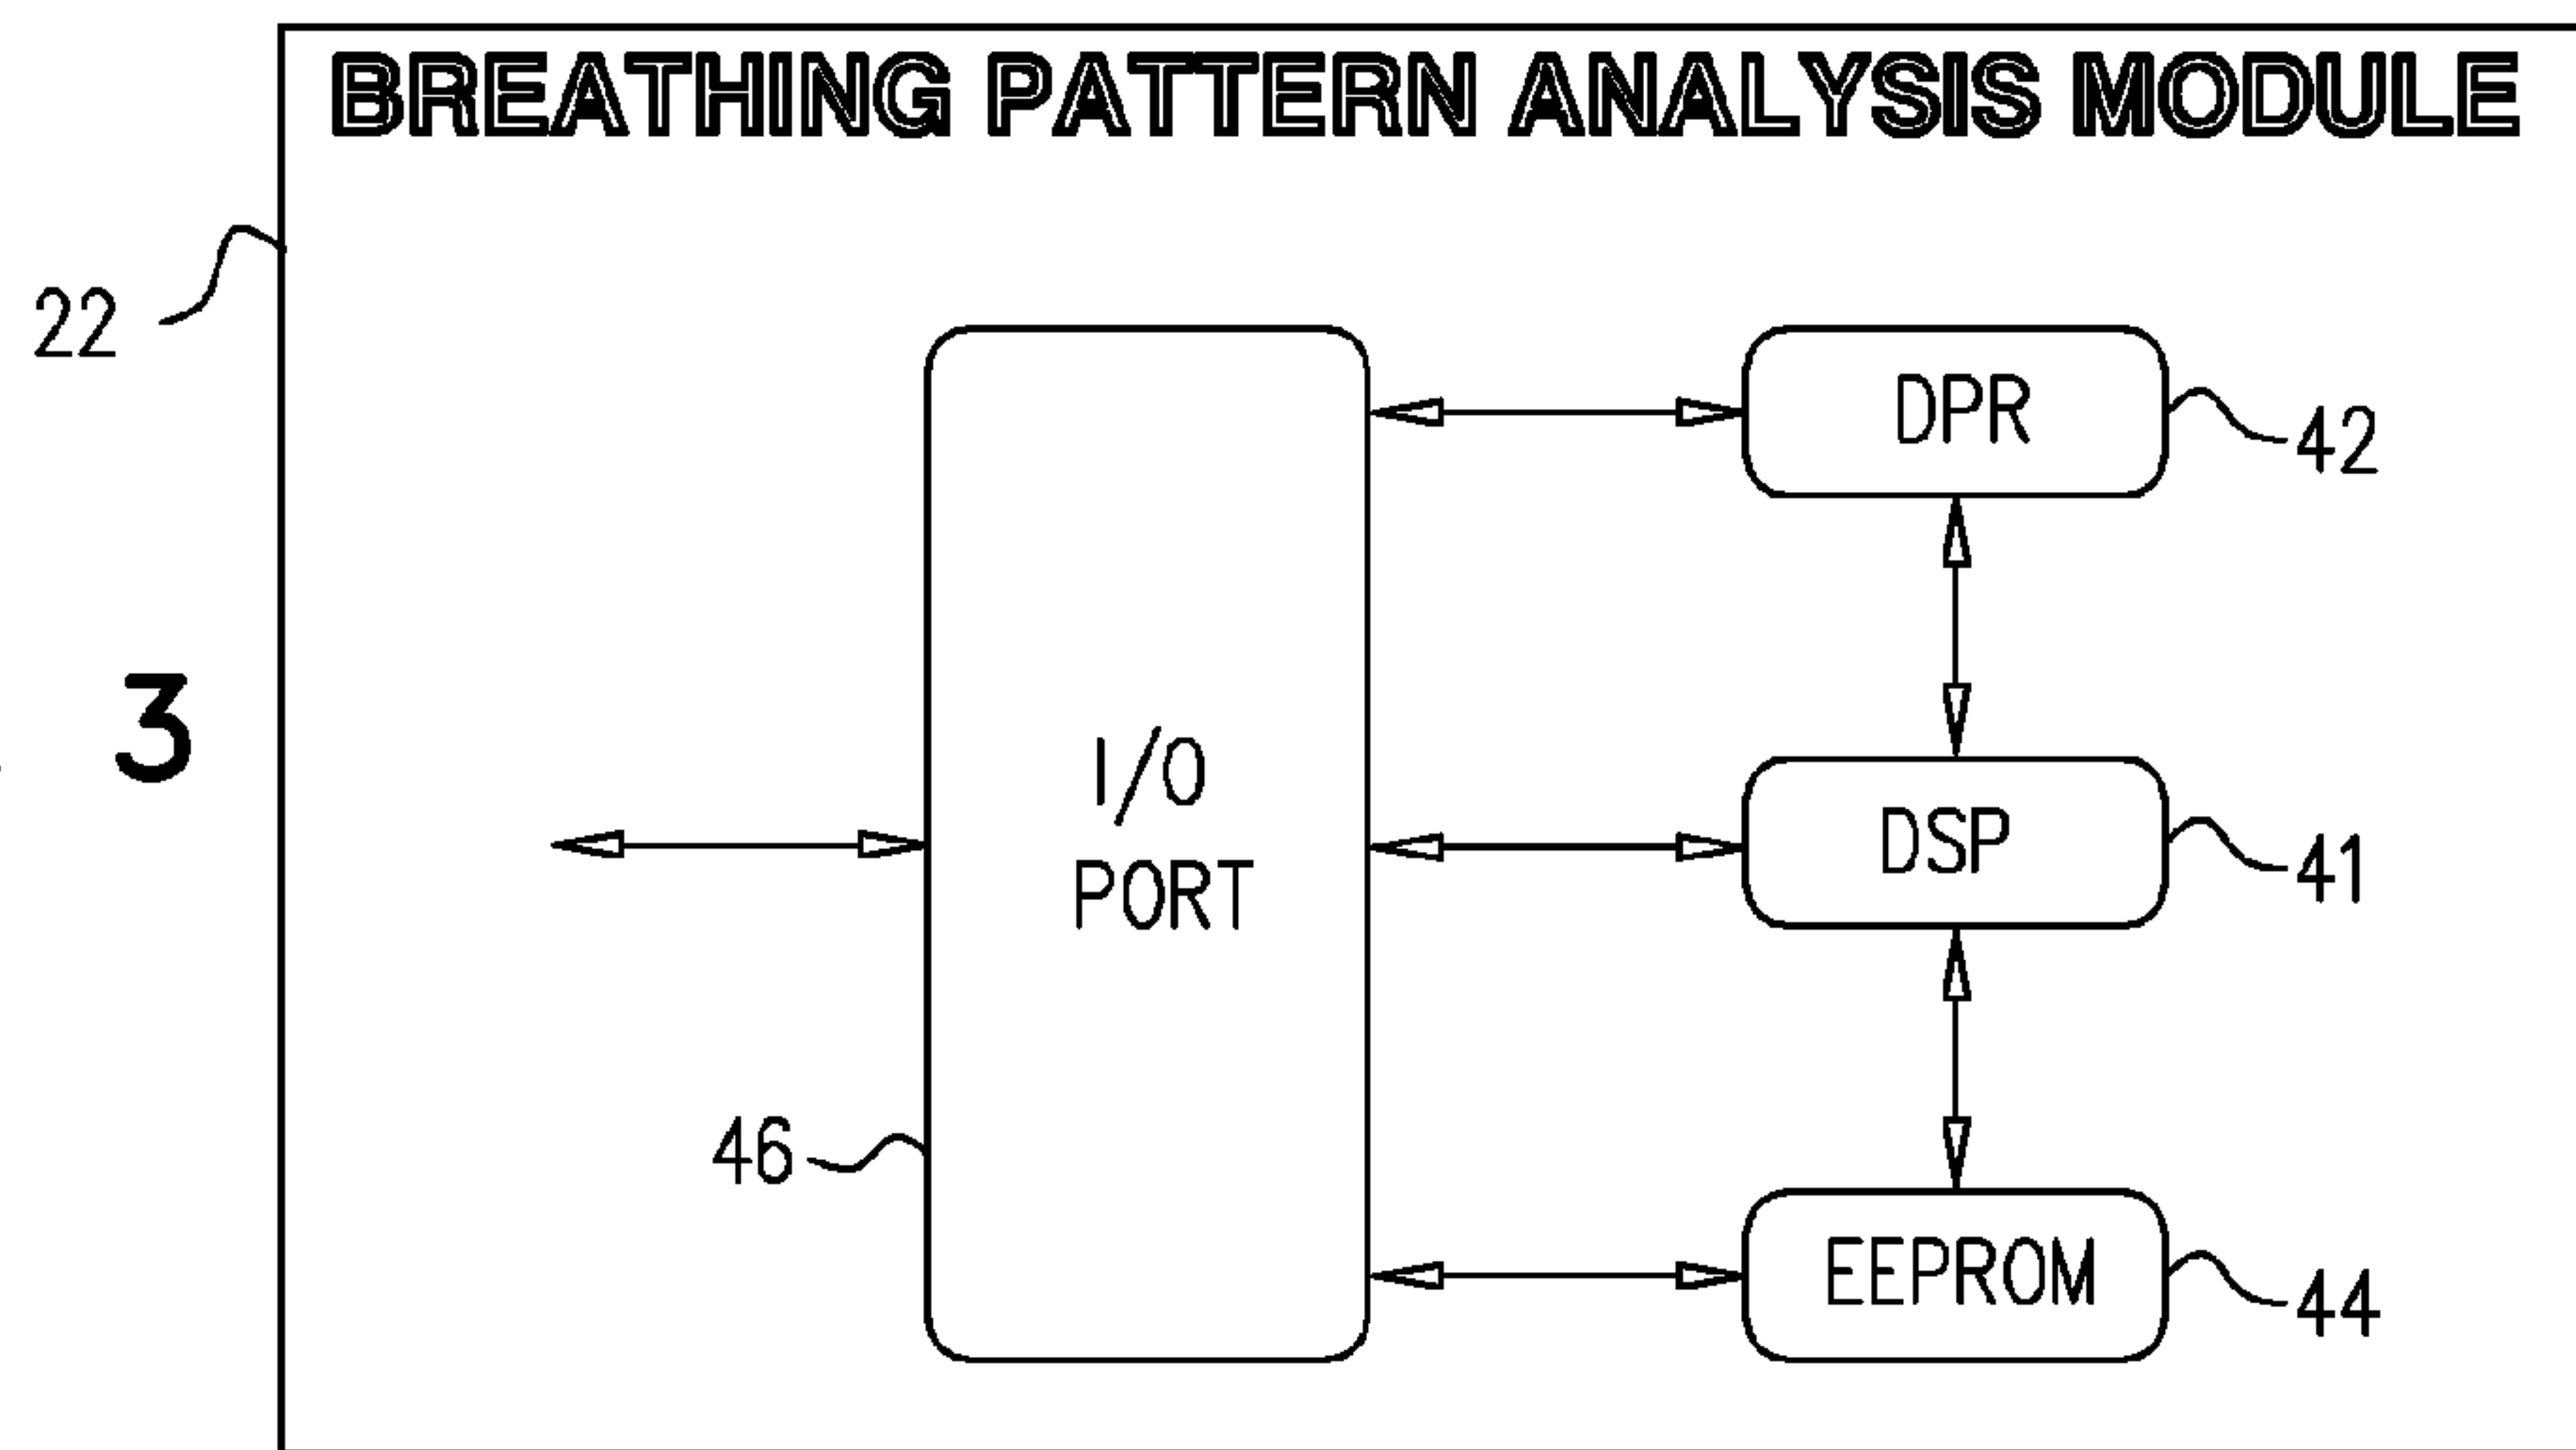 BREATHING PATTERN ANALYSIS MODULE
22
DPR
42
3
I/O
PORT
DSP
41
46
EEPROM
44